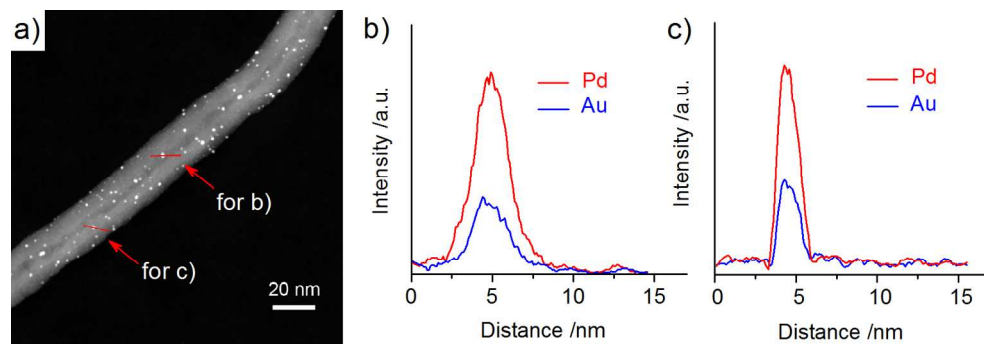 a)
for b)
for c)
20 nm
b)
Pd
Au
Intensity /a.u.
0
5
10
15
Distance /nm
c)
Pd
Au
Intensity /a.u.
0
5
10
15
Distance /nm